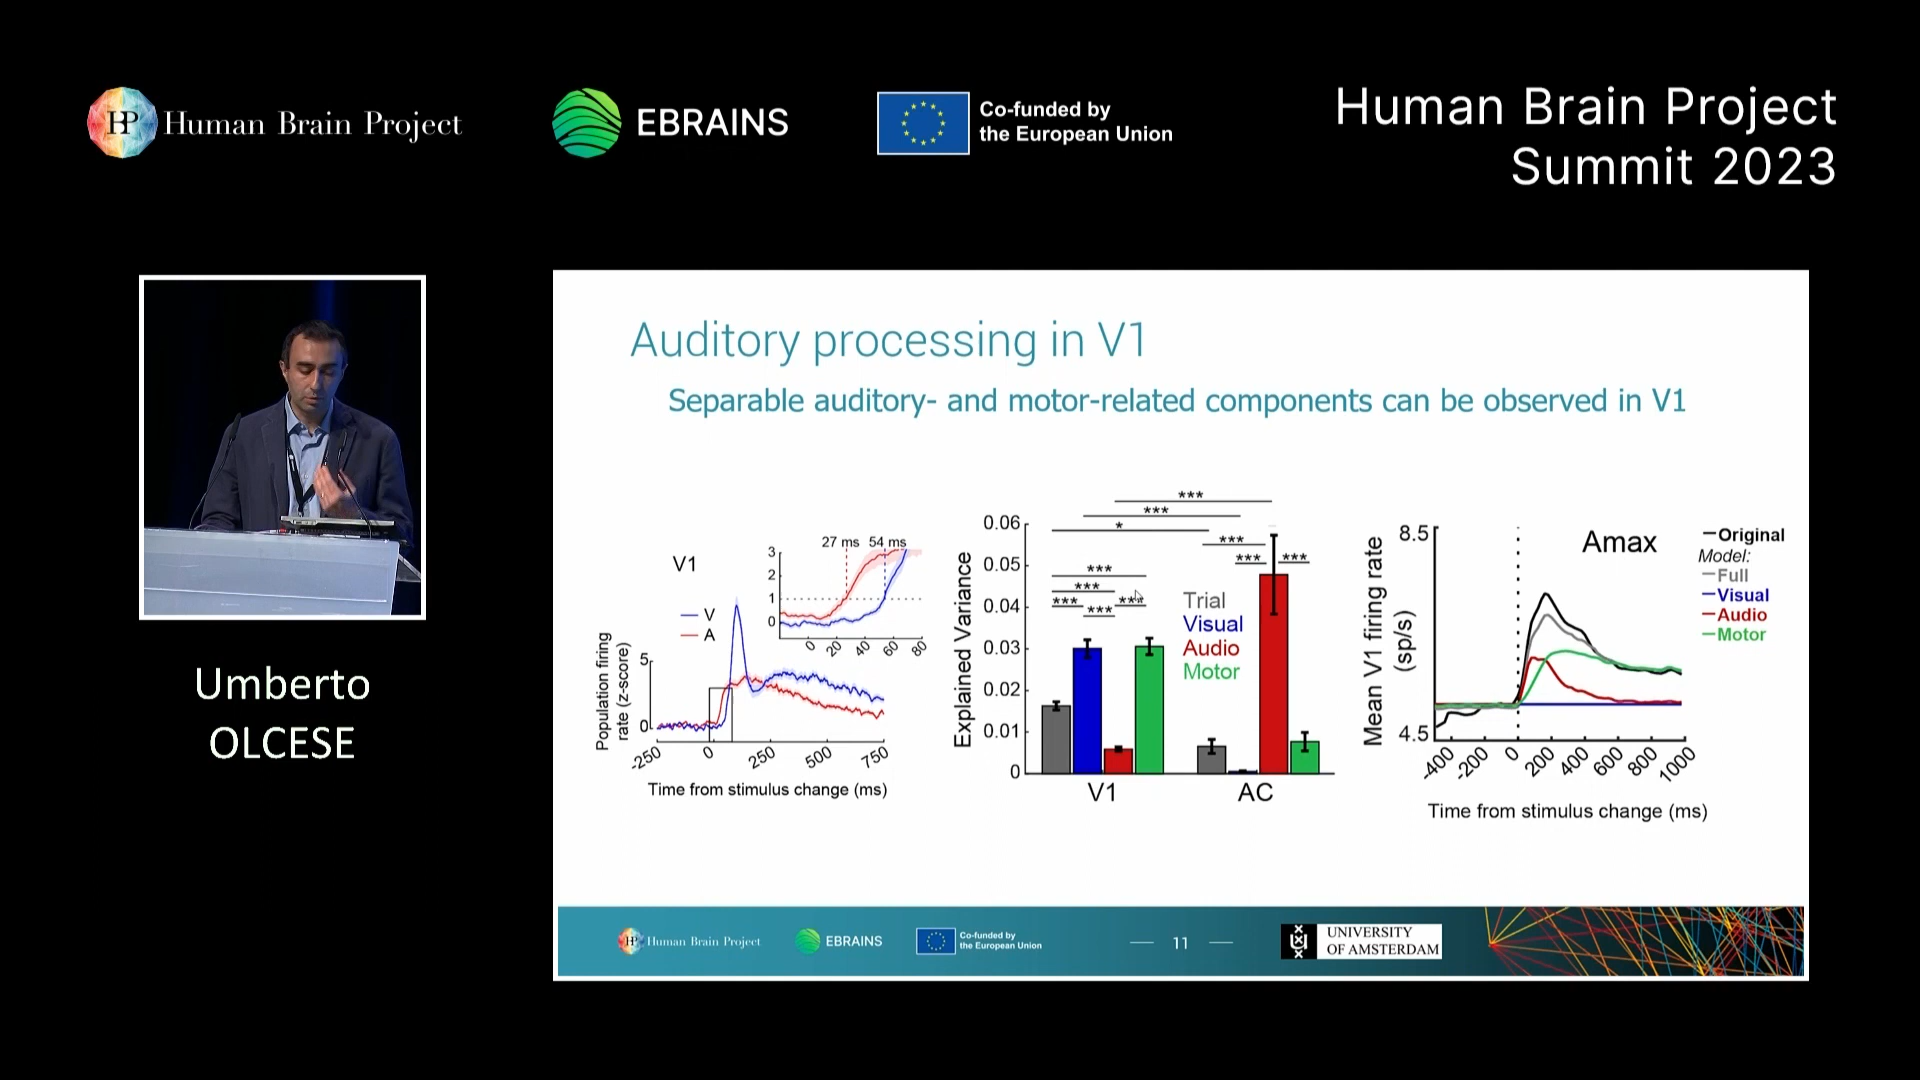 HP Human Brain Project
EBRAINS
Co-funded by
the European Union
Human Brain Project
Summit 2023
Umberto
OLCESE
Auditory processing in V1
Separable auditory- and motor-related components can be observed in V1
V1
V
A
27 ms 54 ms
3
2
1
0
0 20 40 60 80
Population firing
rate (z-score)
5
0
-250 0 250 500 750
Time from stimulus change (ms)
Explained Variance
0.06
0.05
0.04
0.03
0.02
0.01
0
***
***
*
***
***
***
***
***
***
***
***
***
Trial
Visual
Audio
Motor
V1 AC
Mean V1 firing rate
(sp/s)
8.5
4.5
Amax
Original
Model:
Full
Visual
Audio
Motor
-400 -200 0 200 400 600 800 1000
Time from stimulus change (ms)
HP Human Brain Project
EBRAINS
Co-funded by
the European Union
11
UNIVERSITY
OF AMSTERDAM